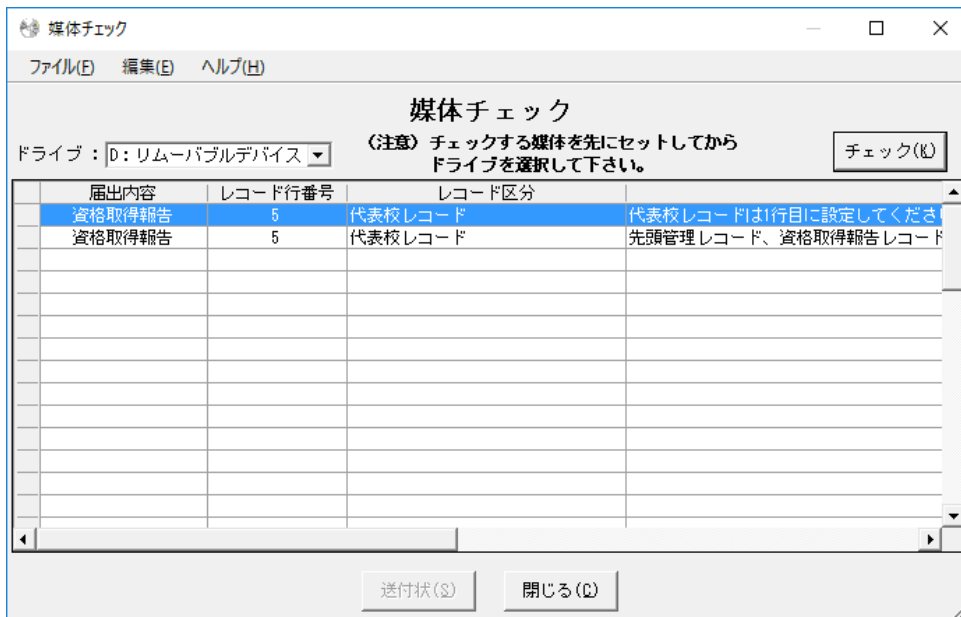 媒体チェック
ファイル(F) 編集(E) ヘルプ(H)
媒体チェック
ドライブ：D：リムーバブルデバイス
（注意）チェックする媒体を先にセットしてから
ドライブを選択して下さい。
チェック(K)
届出内容 レコード行番号 レコード区分
資格取得報告 5 代表校レコード 代表校レコードは1行目に設定してくださ
資格取得報告 5 代表校レコード 先頭管理レコード、資格取得報告レコード
送付状(S) 閉じる(C)